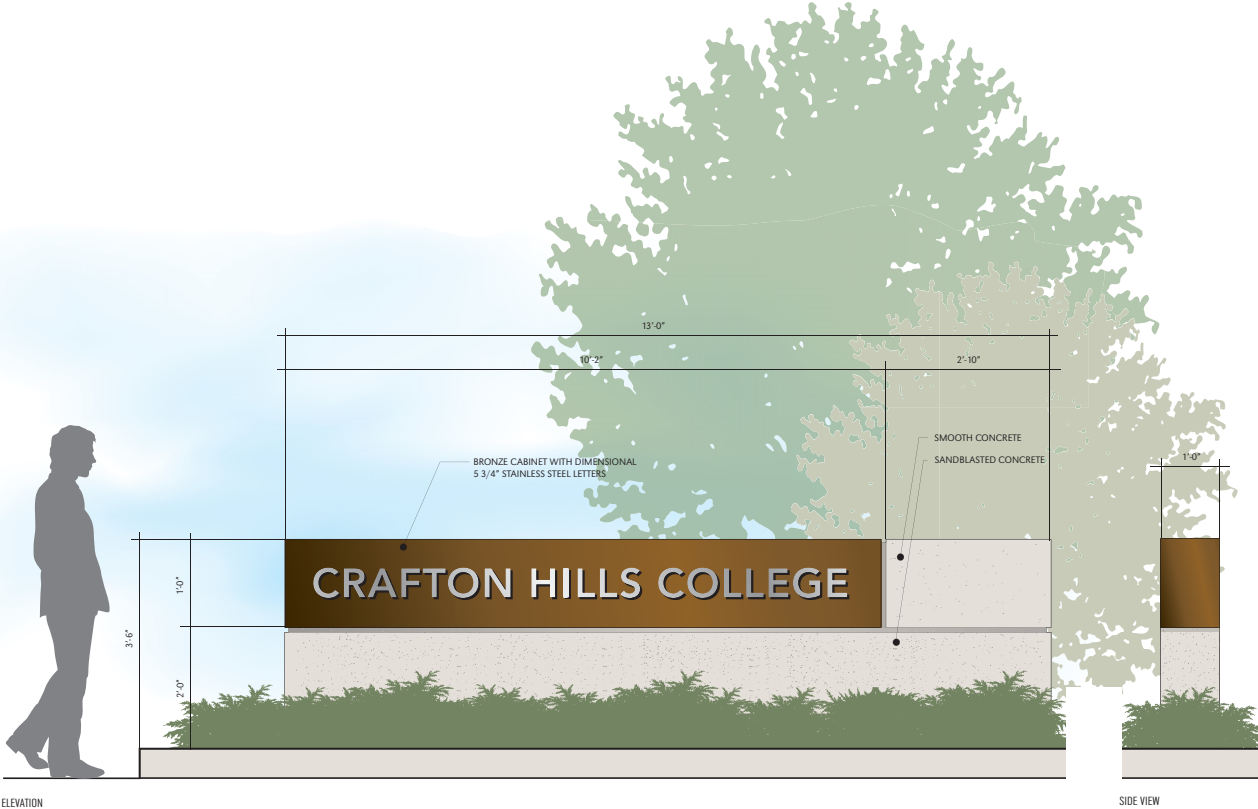 13'-0"
10'-2"
2'-10"
SMOOTH CONCRETE
SANDBLASTED CONCRETE
1'-0"
BRONZE CABINET WITH DIMENSIONAL
5 3/4" STAINLESS STEEL LETTERS
CRAFTON HILLS COLLEGE
1'-0"
3'-6"
2'-0"
ELEVATION
SIDE VIEW